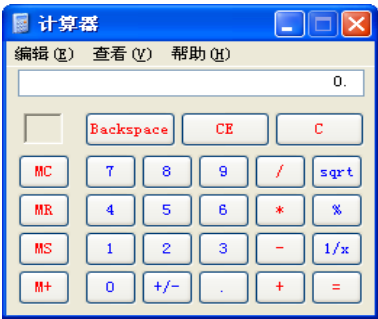 计算器
编辑(E) 查看(V) 帮助(H)
0.
Backspace CE C
MC 7 8 9 / sqrt
MR 4 5 6 * %
MS 1 2 3 - 1/x
M+ 0 +/- . + =